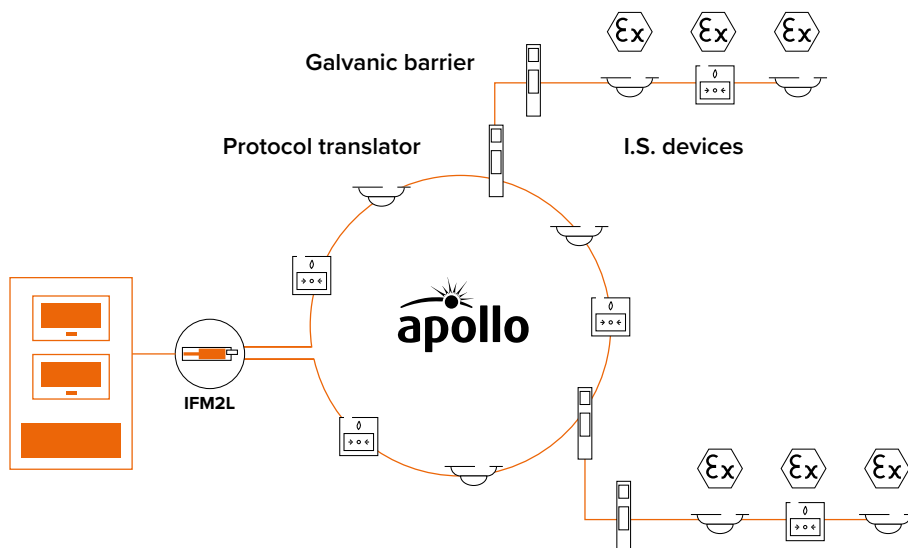 Ex Ex Ex
Galvanic barrier
Protocol translator
I.S. devices
apollo
IFM2L
Ex Ex Ex